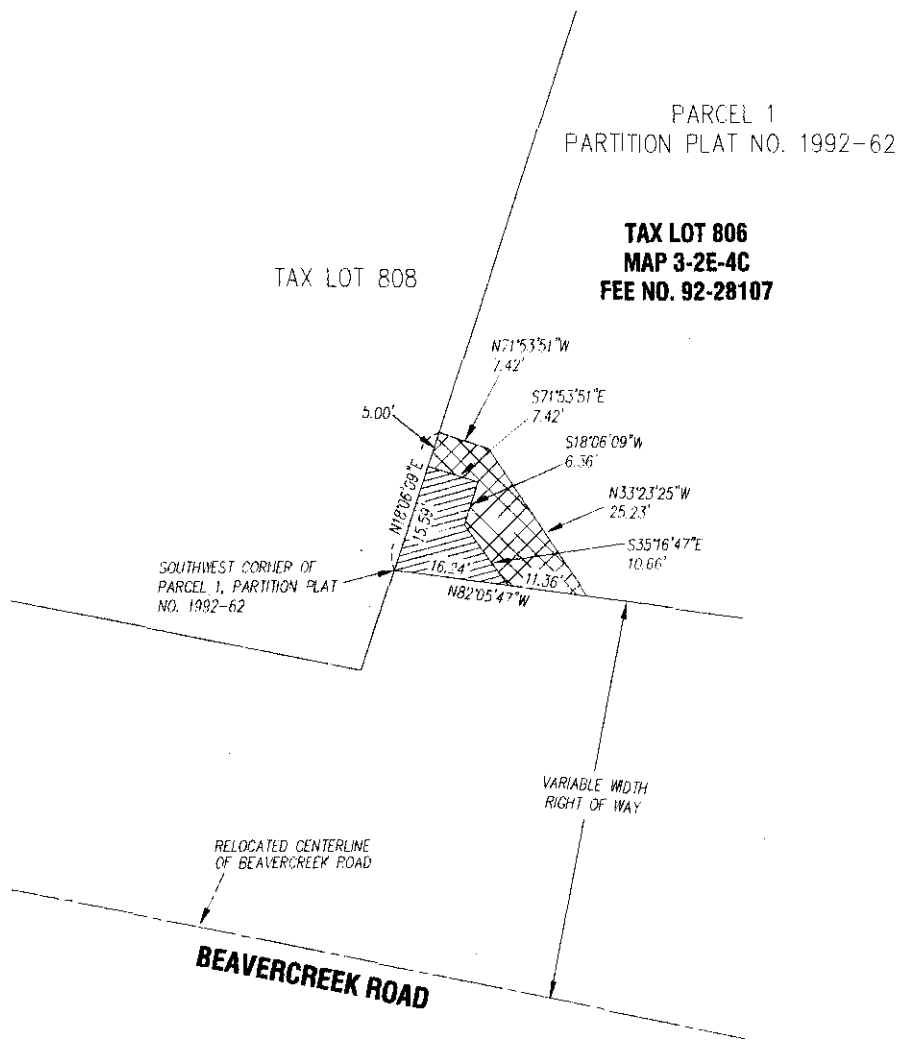 PARCEL 1
PARTITION PLAT NO. 1992-62
TAX LOT 806
MAP 3-2E-4C
FEE NO. 92-28107
TAX LOT 808
N71°53'51"W
7.42'
S71°53'51"E
7.42'
5.00'
S18°06'09"W
6.36'
N18°06'09"E
15.59'
N33°23'25"W
25.23'
S35°16'47"E
10.66'
SOUTHWEST CORNER OF
PARCEL 1, PARTITION PLAT
NO. 1992-62
11.36'
N82°05'47"W
VARIABLE WIDTH
RIGHT OF WAY
RELOCATED CENTERLINE
OF BEAVERCREEK ROAD
BEAVERCREEK ROAD